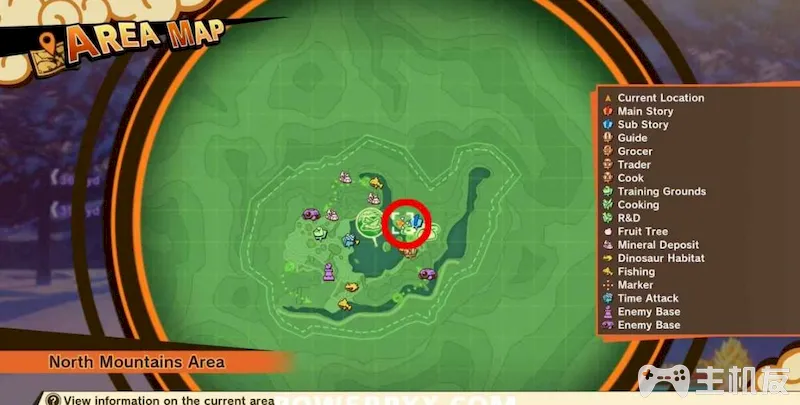 AREA MAP
Current Location
Main Story
Sub Story
Guide
Grocer
Trader
Cook
Training Grounds
Cooking
R&D
Fruit Tree
Mineral Deposit
Dinosaur Habitat
Fishing
Marker
Time Attack
Enemy Base
Enemy Base
North Mountains Area
View information on the current area
主机友